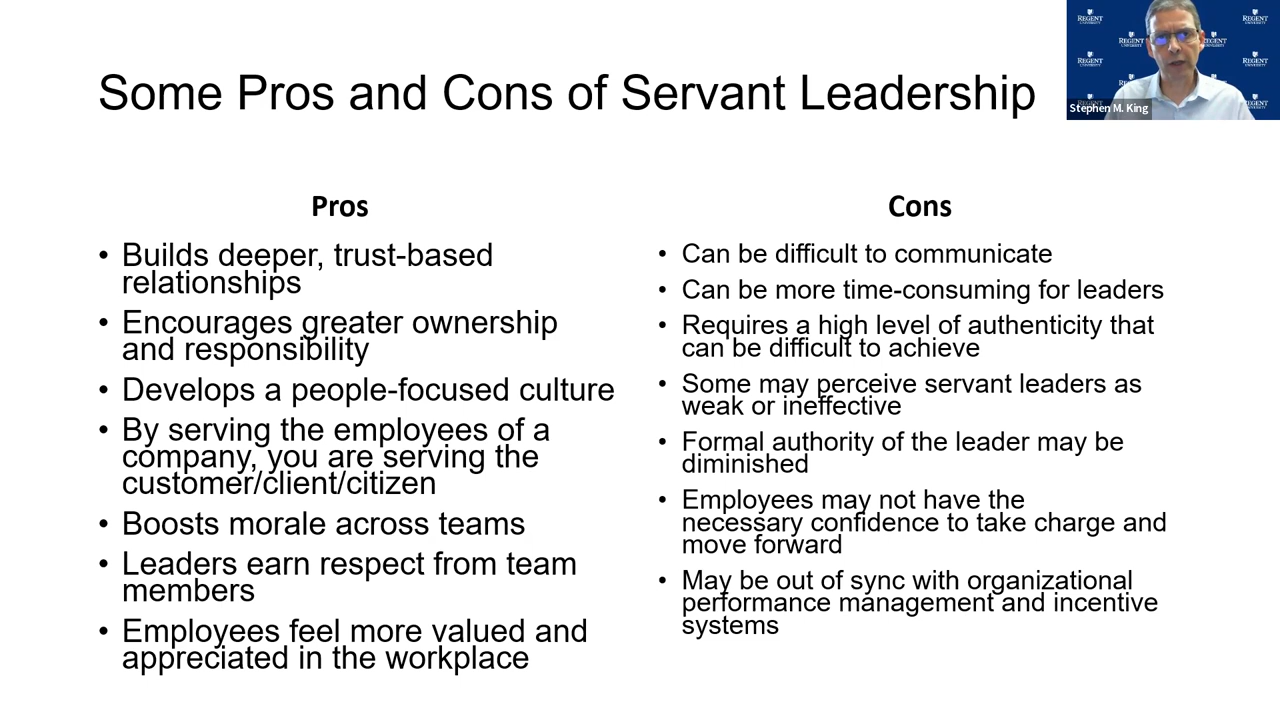 Some Pros and Cons of Servant Leadership
Pros
• Builds deeper, trust-based
relationships
• Encourages greater ownership
and responsibility
• Develops a people-focused culture
• By serving the employees of a
company, you are serving the
customer/client/citizen
• Boosts morale across teams
• Leaders earn respect from team
members
• Employees feel more valued and
appreciated in the workplace
Cons
• Can be difficult to communicate
• Can be more time-consuming for leaders
• Requires a high level of authenticity that
can be difficult to achieve
• Some may perceive servant leaders as
weak or ineffective
• Formal authority of the leader may be
diminished
• Employees may not have the
necessary confidence to take charge and
move forward
• May be out of sync with organizational
performance management and incentive
systems
REGENT
UNIVERSITY
Stephen M. King